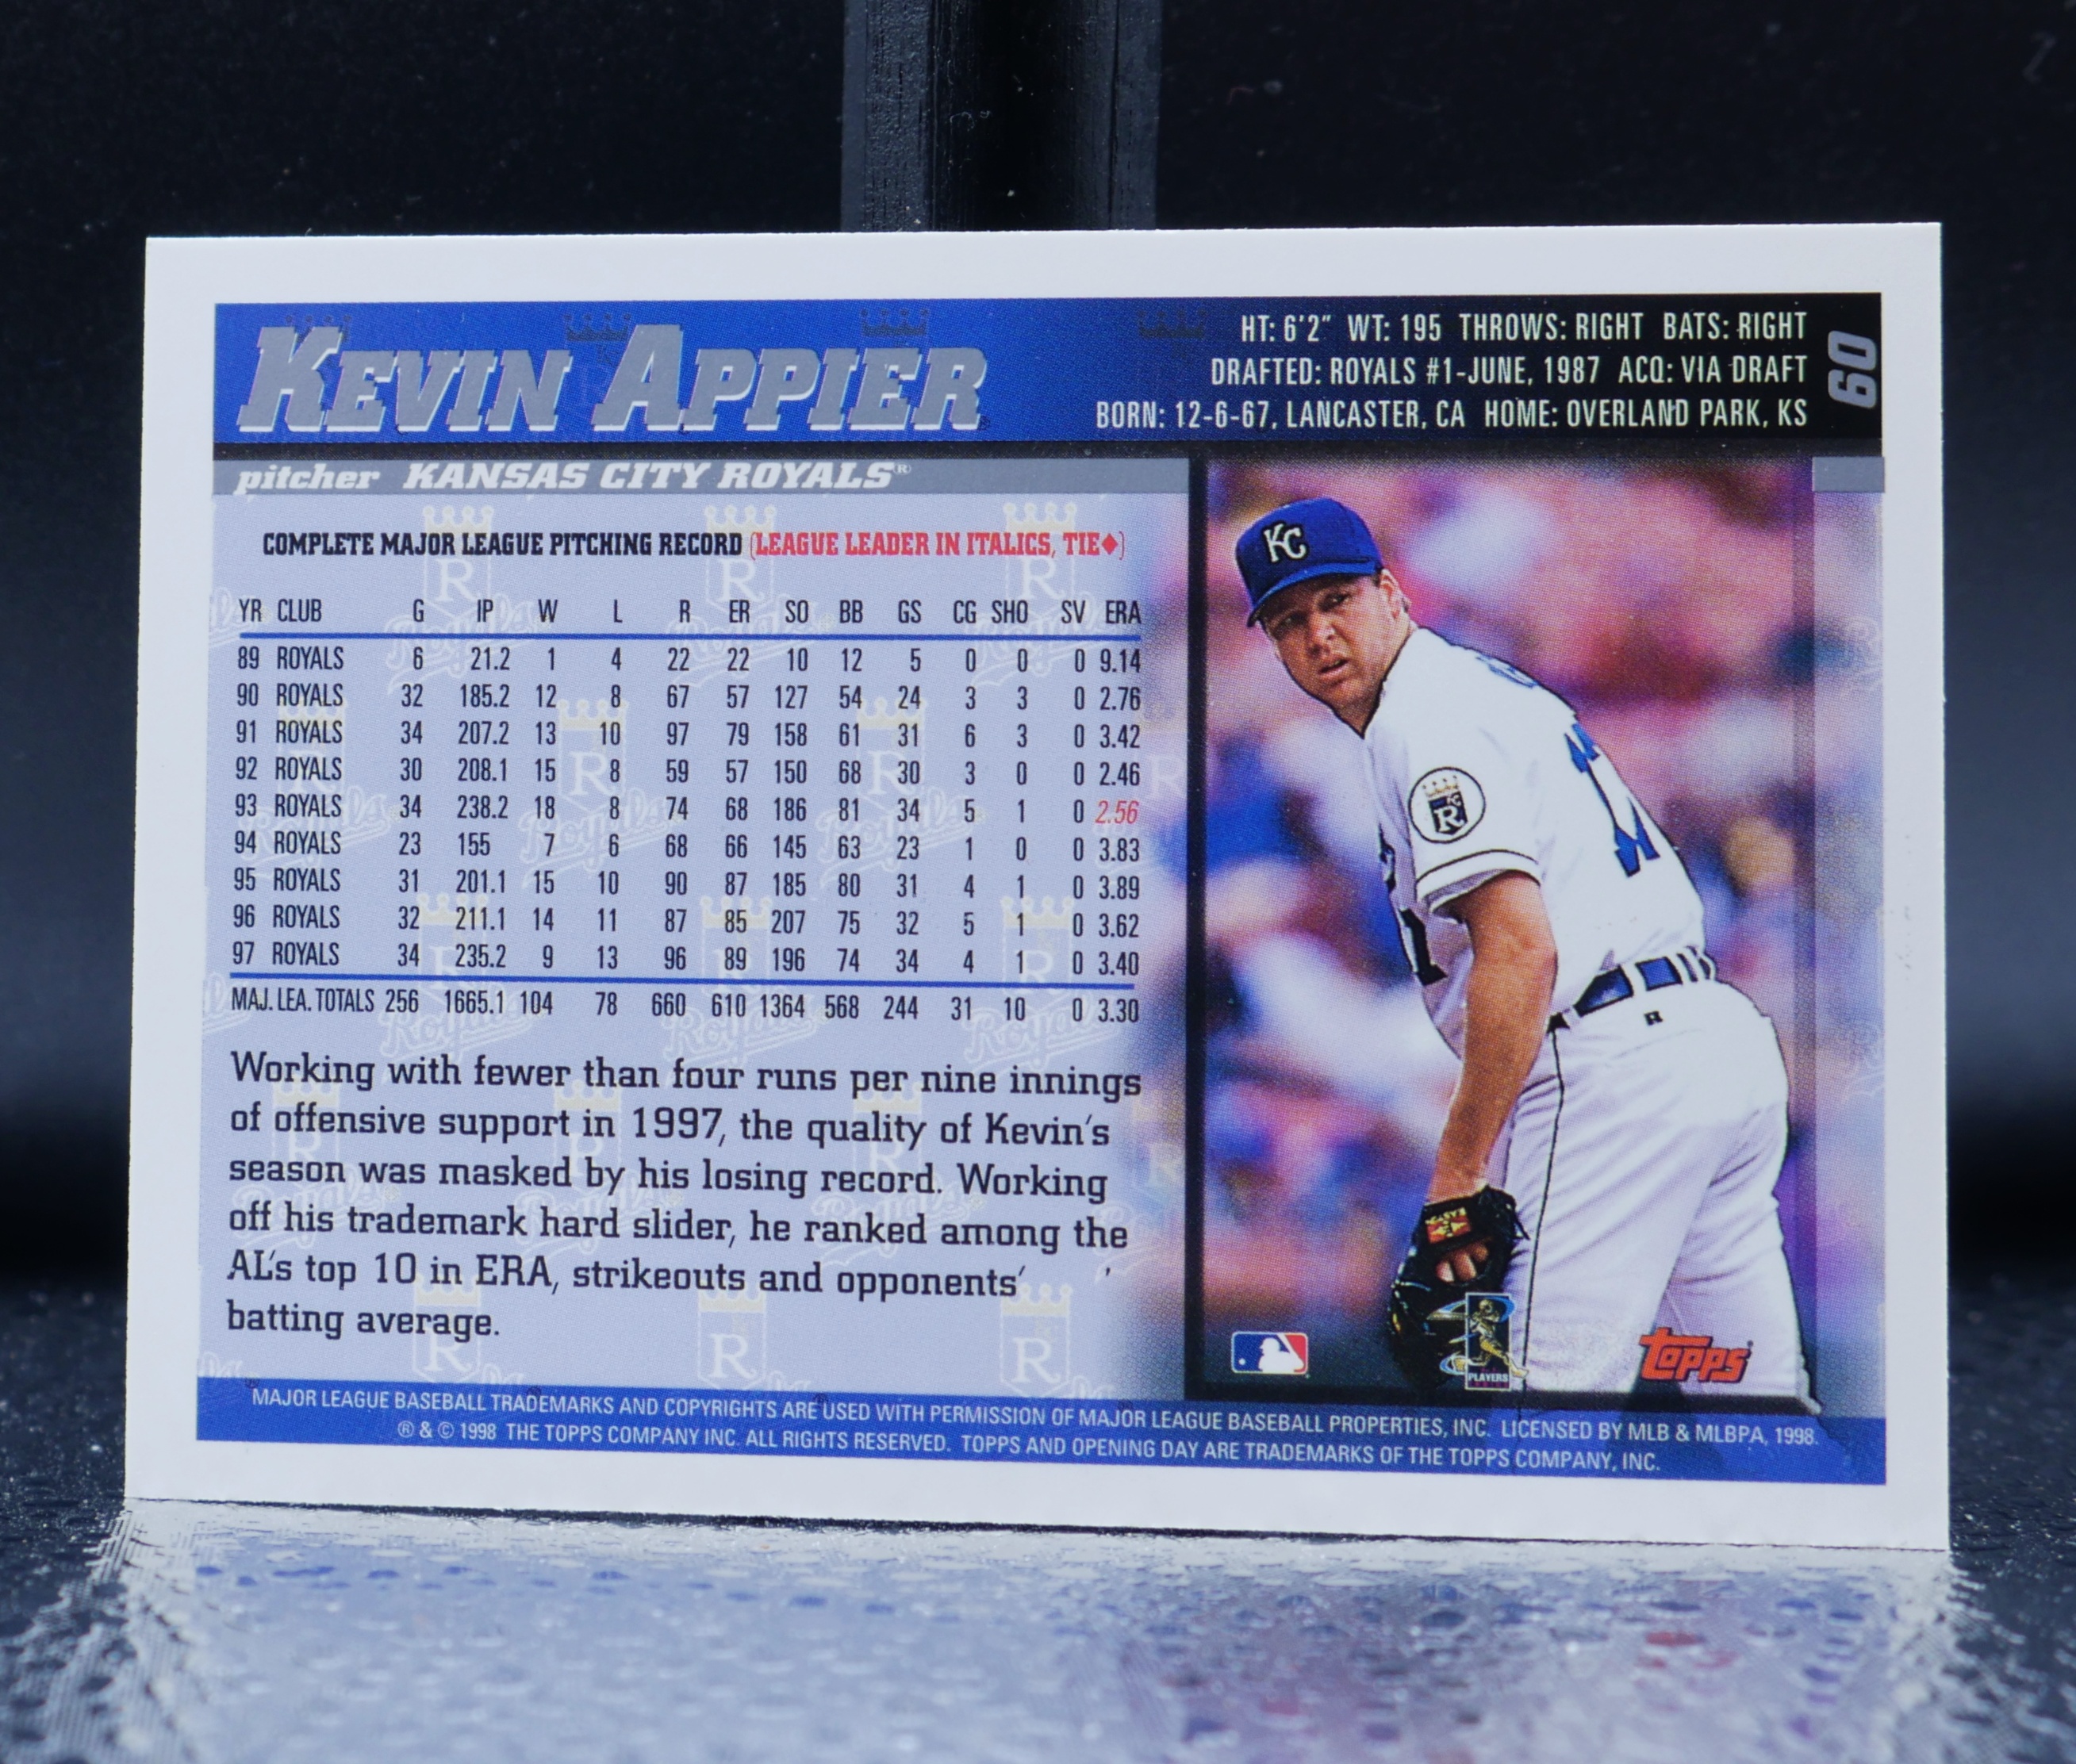 KEVIN APPIER
HT: 6'2" WT: 195 THROWS: RIGHT BATS: RIGHT
DRAFTED: ROYALS #1-JUNE, 1987 ACQ: VIA DRAFT
BORN: 12-6-67, LANCASTER, CA HOME: OVERLAND PARK, KS
60
pitcher KANSAS CITY ROYALS®
COMPLETE MAJOR LEAGUE PITCHING RECORD (LEAGUE LEADER IN ITALICS, TIE♦)
YR CLUB G IP W L R ER SO BB GS CG SHO SV ERA
89 ROYALS 6 21.2 1 4 22 22 10 12 5 0 0 0 9.14
90 ROYALS 32 185.2 12 8 67 57 127 54 24 3 3 0 2.76
91 ROYALS 34 207.2 13 10 97 79 158 61 31 6 3 0 3.42
92 ROYALS 30 208.1 15 8 59 57 150 68 30 3 0 0 2.46
93 ROYALS 34 238.2 18 8 74 68 186 81 34 5 1 0 2.56
94 ROYALS 23 155 7 6 68 66 145 63 23 1 0 0 3.83
95 ROYALS 31 201.1 15 10 90 87 185 80 31 4 1 0 3.89
96 ROYALS 32 211.1 14 11 87 85 207 75 32 5 1 0 3.62
97 ROYALS 34 235.2 9 13 96 89 196 74 34 4 1 0 3.40
MAJ. LEA. TOTALS 256 1665.1 104 78 660 610 1364 568 244 31 10 0 3.30
Working with fewer than four runs per nine innings
of offensive support in 1997, the quality of Kevin's
season was masked by his losing record. Working
off his trademark hard slider, he ranked among the
AL's top 10 in ERA, strikeouts and opponents'
batting average.
KC
R
PLAYERS
topps
MAJOR LEAGUE BASEBALL TRADEMARKS AND COPYRIGHTS ARE USED WITH PERMISSION OF MAJOR LEAGUE BASEBALL PROPERTIES, INC. LICENSED BY MLB & MLBPA, 1998.
® & © 1998 THE TOPPS COMPANY INC. ALL RIGHTS RESERVED. TOPPS AND OPENING DAY ARE TRADEMARKS OF THE TOPPS COMPANY, INC.